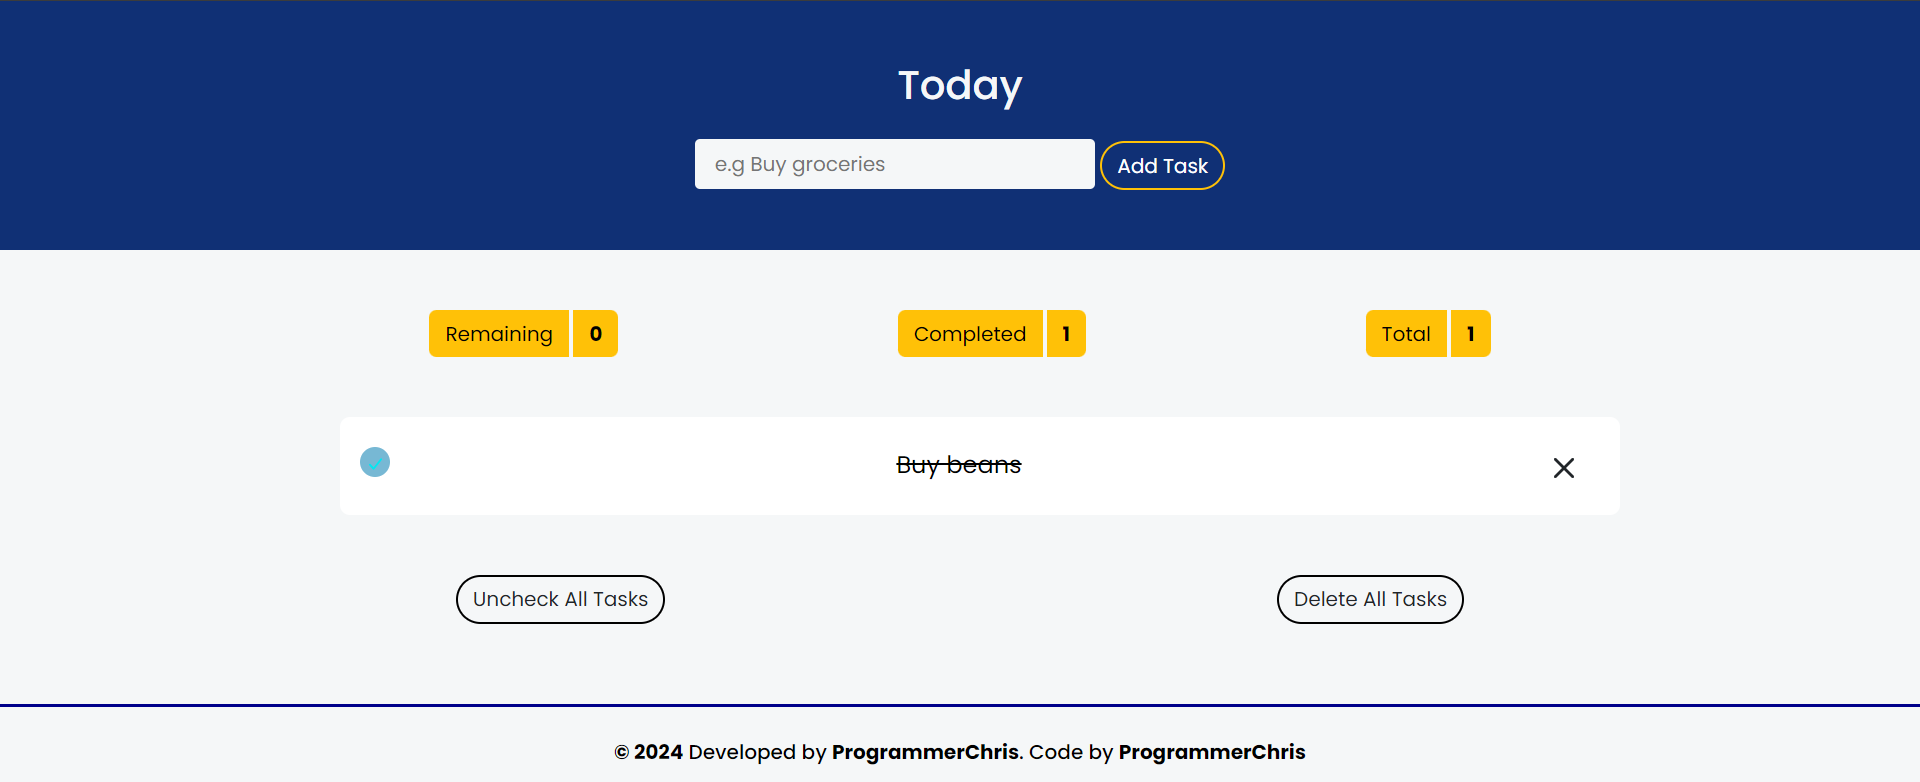 Today
e.g Buy groceries
Add Task
Remaining 0
Completed 1
Total 1
Buy beans
Uncheck All Tasks
Delete All Tasks
© 2024 Developed by ProgrammerChris. Code by ProgrammerChris